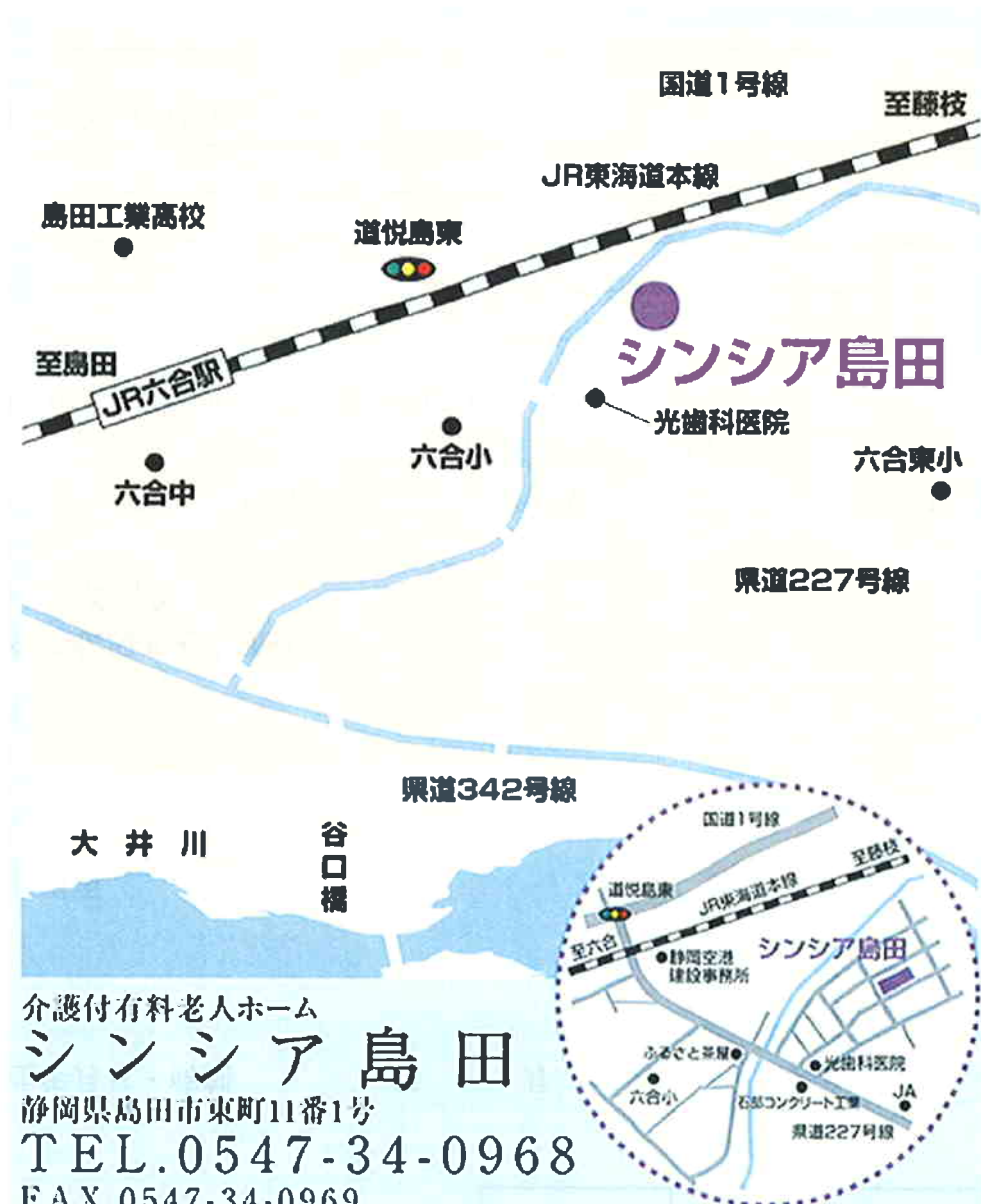 国道1号線
至藤枝
JR東海道本線
島田工業高校
道悦島東
シンシア島田
至島田
JR六合駅
光歯科医院
六合小
六合東小
六合中
県道227号線
県道342号線
大井川
谷口橋
国道1号線
至藤枝
道悦島東
JR東海道本線
至六合
シンシア島田
静岡空港
建設事務所
ふるさと茶屋
光歯科医院
六合小
石部コンクリート工業
JA
県道227号線
介護付有料老人ホーム
シンシア島田
静岡県島田市東町11番1号
TEL.0547-34-0968
FAX.0547-34-0969